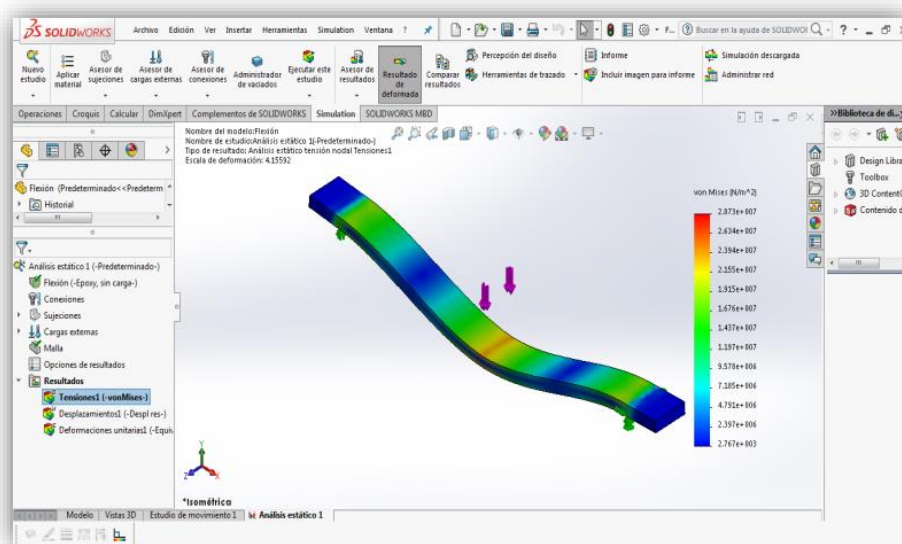 SOLIDWORKS
Archivo Edición Ver Insertar Herramientas Simulation Ventana ?
Buscar en la ayuda de SOLIDWO
Nuevo estudio
Aplicar material
Asesor de sujeciones
Asesor de cargas externas
Asesor de conexiones
Administrador de vaciados
Ejecutar este estudio
Asesor de resultados
Resultado de deformada
Comparar resultados
Percepción del diseño
Herramientas de trazado
Informe
Incluir imagen para informe
Simulación descargada
Administrar red
Operaciones Croquis Calcular DimXpert Complementos de SOLIDWORKS Simulation SOLIDWORKS MBD
Biblioteca de di...
Nombre del modelo:Flexión
Nombre de estudio:Análisis estático 1(-Predeterminado-)
Tipo de resultado: Análisis estático tensión nodal Tensiones1
Escala de deformación: 4.15592
Flexión (Predeterminado<<Predeterm
Historial
Análisis estático 1 (-Predeterminado-)
Flexión (-Epoxy, sin carga-)
Conexiones
Sujeciones
Cargas externas
Malla
Opciones de resultados
Resultados
Tensiones1 (-vonMises-)
Desplazamientos1 (-Despl res-)
Deformaciones unitarias1 (-Equiv
von Mises (N/m^2)
2.873e+007
2.634e+007
2.394e+007
2.155e+007
1.915e+007
1.676e+007
1.437e+007
1.197e+007
9.578e+006
7.185e+006
4.791e+006
2.397e+006
2.767e+003
Design Libra
Toolbox
3D Content
Contenido d
Y
Z
X
*Isométrica
Modelo Vistas 3D Estudio de movimiento 1 Análisis estático 1